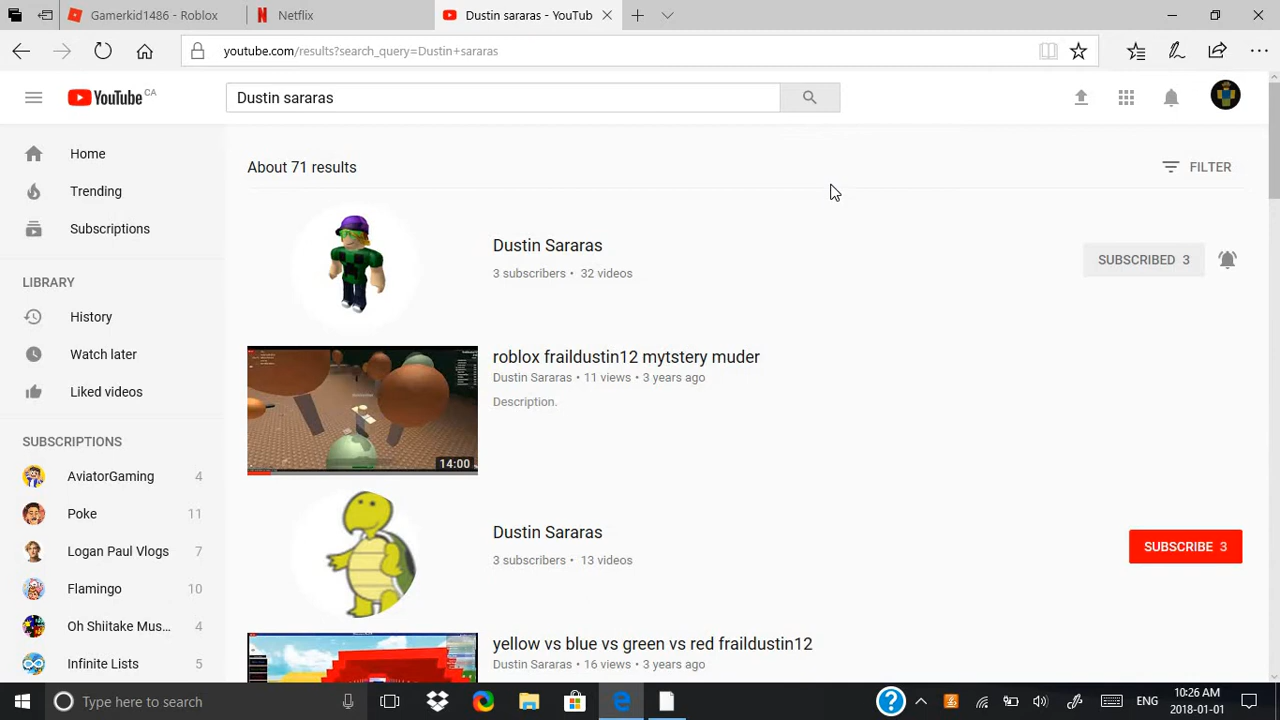 Gamerkid1486 - Roblox
Netflix
Dustin sararas - YouTub
youtube.com/results?search_query=Dustin+sararas
YouTube CA
Dustin sararas
Home
Trending
Subscriptions
LIBRARY
History
Watch later
Liked videos
SUBSCRIPTIONS
AviatorGaming 4
Poke 11
Logan Paul Vlogs 7
Flamingo 10
Oh Shiitake Mus... 4
Infinite Lists 5
About 71 results
FILTER
Dustin Sararas
3 subscribers • 32 videos
SUBSCRIBED 3
roblox fraildustin12 mytstery muder
Dustin Sararas • 11 views • 3 years ago
Description.
14:00
Dustin Sararas
3 subscribers • 13 videos
SUBSCRIBE 3
yellow vs blue vs green vs red fraildustin12
Dustin Sararas • 16 views • 3 years ago
Type here to search
ENG
10:26 AM
2018-01-01